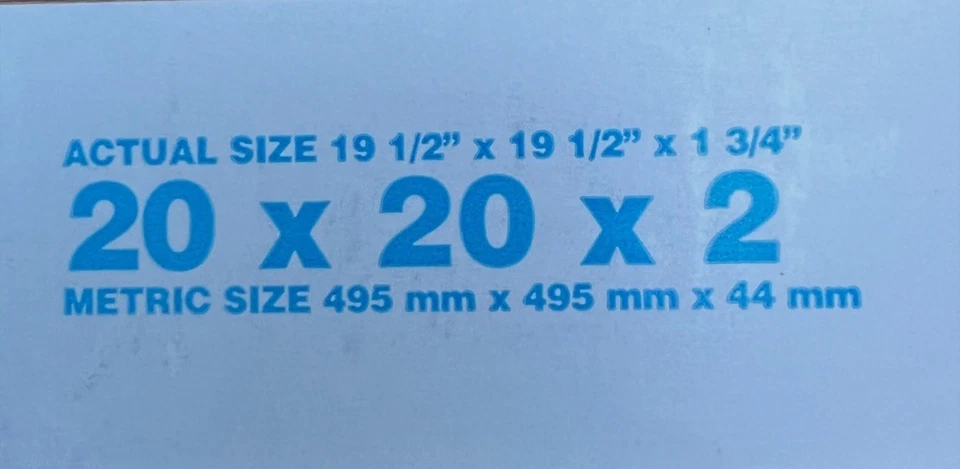 ACTUAL SIZE 19 1/2” x 19 1/2” x 1 3/4”
20 x 20 x 2
METRIC SIZE 495 mm x 495 mm x 44 mm